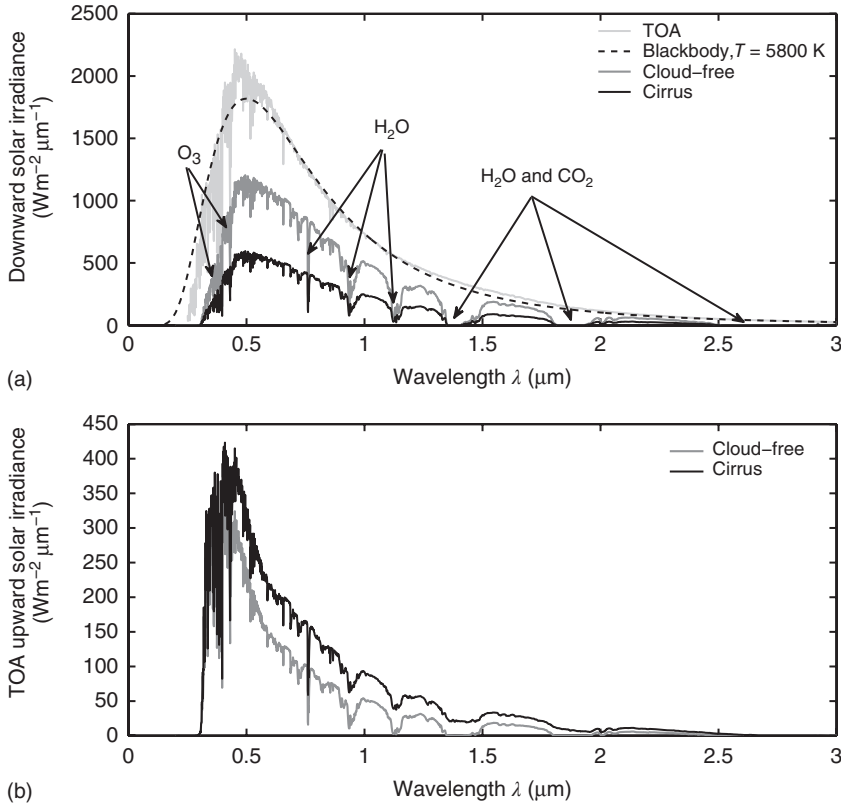 2500
2000
1500
1000
500
0
Downward solar irradiance
(Wm⁻² μm⁻¹)
TOA
Blackbody,T = 5800 K
Cloud–free
Cirrus
O₃
H₂O
H₂O and CO₂
0 0.5 1 1.5 2 2.5 3
Wavelength λ (μm)
(a)
450
400
350
300
250
200
150
100
50
0
TOA upward solar irradiance
(Wm⁻² μm⁻¹)
Cloud–free
Cirrus
0 0.5 1 1.5 2 2.5 3
Wavelength λ (μm)
(b)